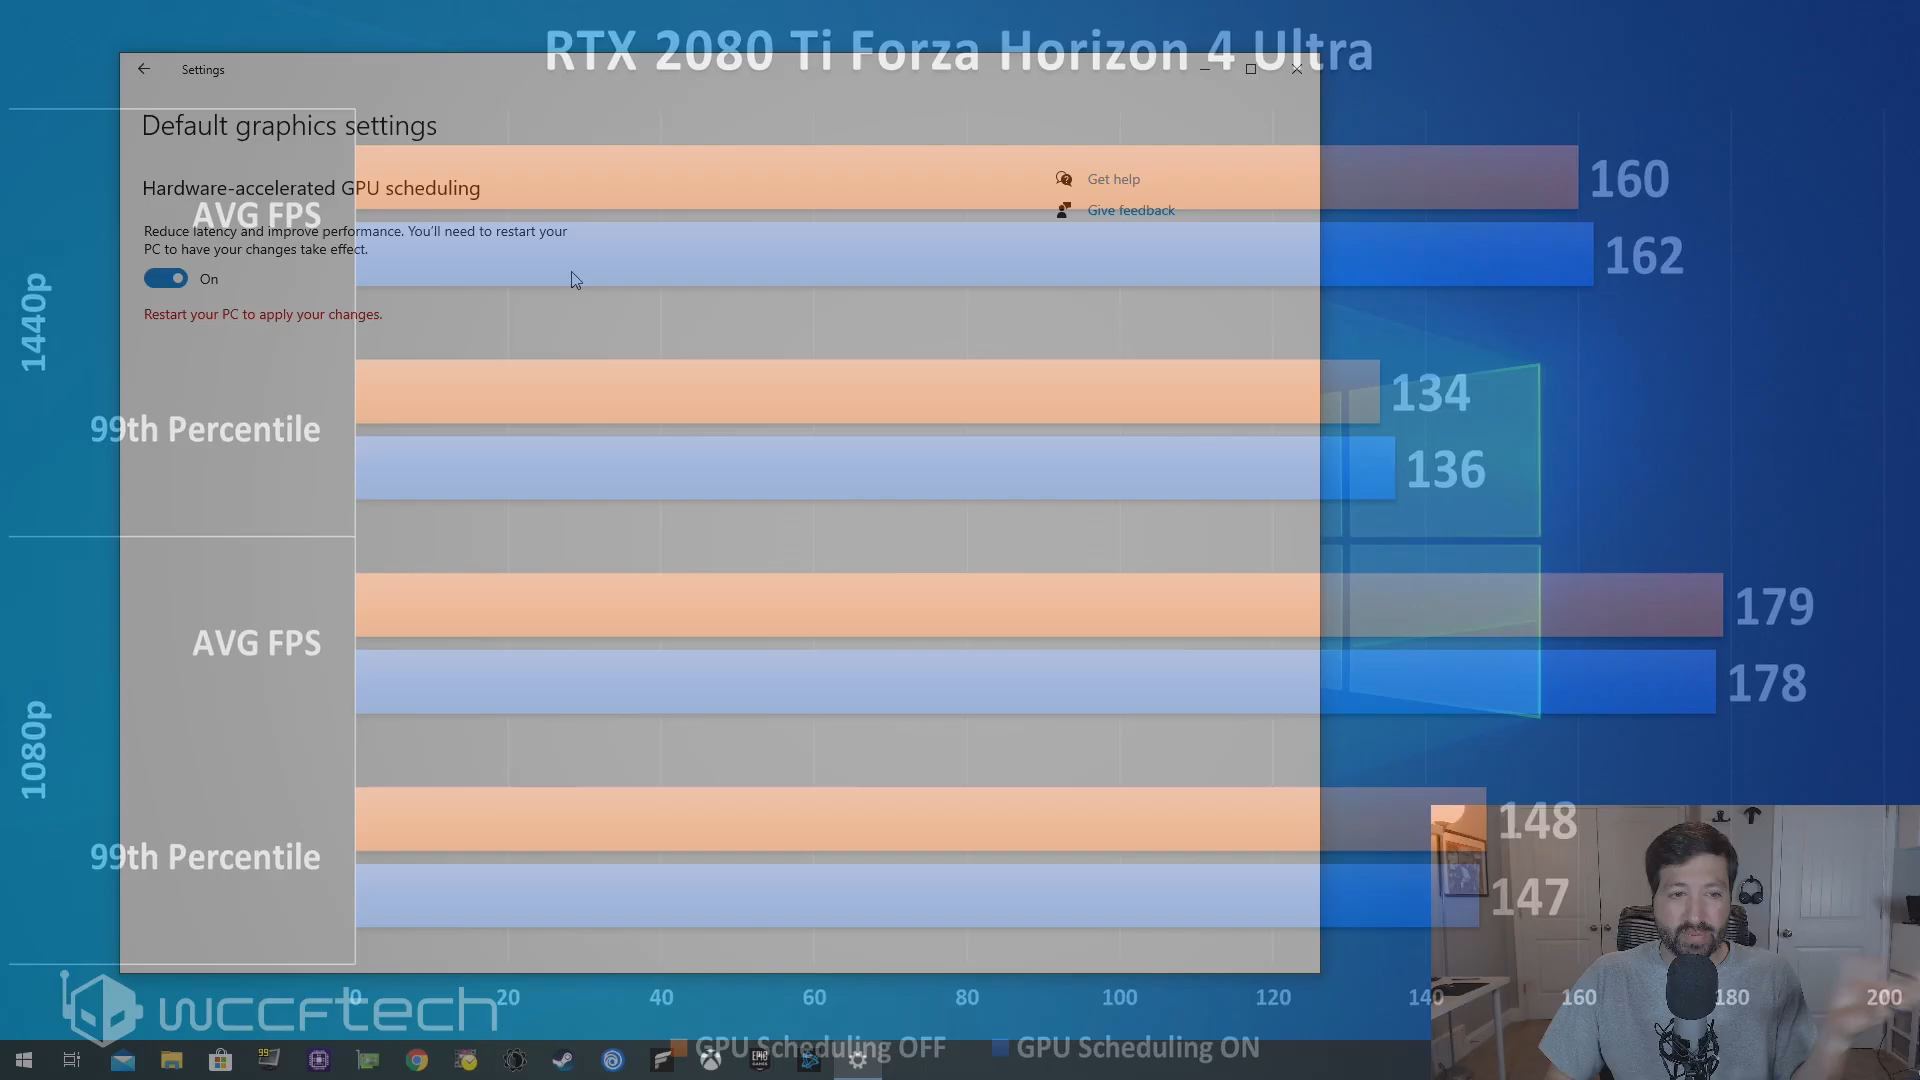 RTX 2080 Ti Forza Horizon 4 Ultra
Settings
Default graphics settings
Hardware-accelerated GPU scheduling
Reduce latency and improve performance. You'll need to restart your
PC to have your changes take effect.
On
Restart your PC to apply your changes.
Get help
Give feedback
1440p
AVG FPS
160
162
99th Percentile
134
136
1080p
AVG FPS
179
178
99th Percentile
148
147
0 20 40 60 80 100 120 140 160 180 200
GPU Scheduling OFF GPU Scheduling ON
wccftech
99
EPIC
GAMES